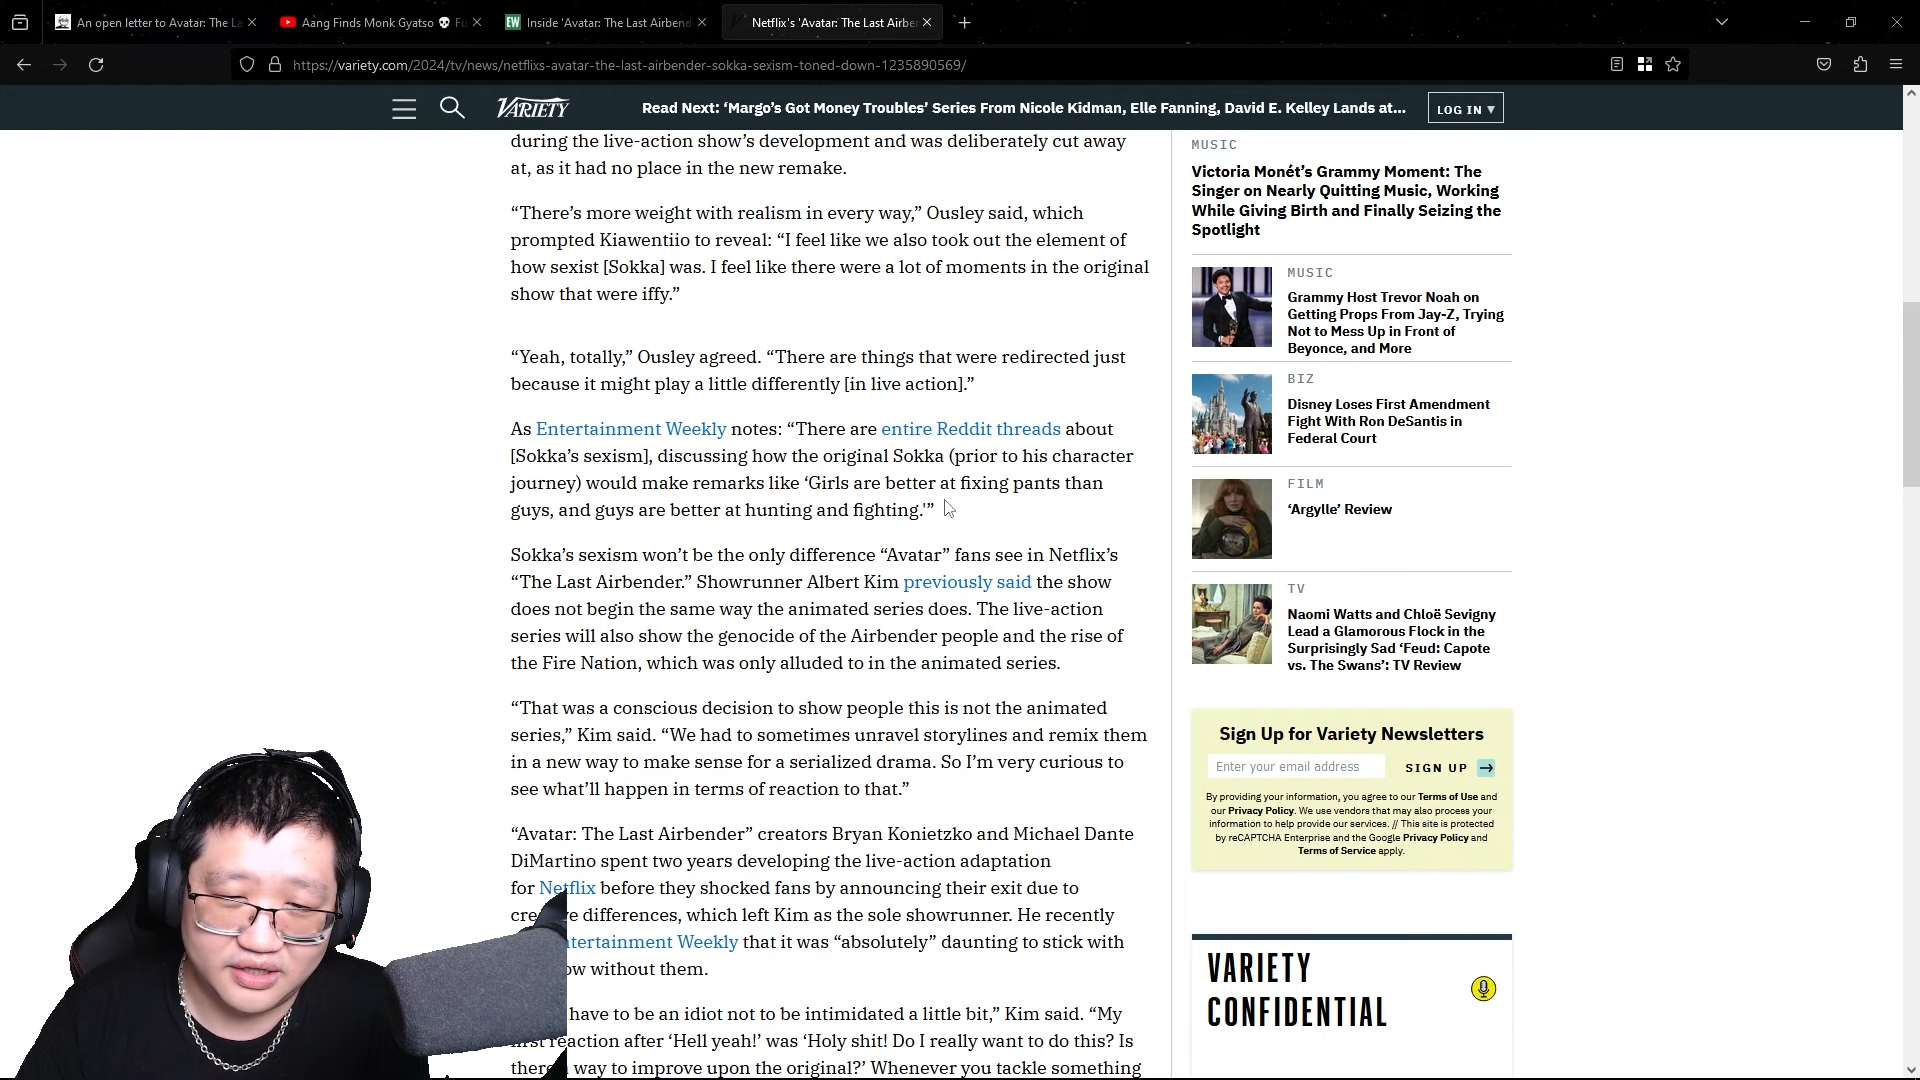 An open letter to Avatar: The La
Aang Finds Monk Gyatso 💀 Fu
EW Inside 'Avatar: The Last Airbend
Netflix's 'Avatar: The Last Airbe
https://variety.com/2024/tv/news/netflixs-avatar-the-last-airbender-sokka-sexism-toned-down-1235890569/
VARIETY
Read Next: ‘Margo’s Got Money Troubles’ Series From Nicole Kidman, Elle Fanning, David E. Kelley Lands at...
LOG IN ▾
during the live-action show’s development and was deliberately cut away
at, as it had no place in the new remake.
“There’s more weight with realism in every way,” Ousley said, which
prompted Kiawentiio to reveal: “I feel like we also took out the element of
how sexist [Sokka] was. I feel like there were a lot of moments in the original
show that were iffy.”
“Yeah, totally,” Ousley agreed. “There are things that were redirected just
because it might play a little differently [in live action].”
As Entertainment Weekly notes: “There are entire Reddit threads about
[Sokka’s sexism], discussing how the original Sokka (prior to his character
journey) would make remarks like ‘Girls are better at fixing pants than
guys, and guys are better at hunting and fighting.'”
Sokka’s sexism won’t be the only difference “Avatar” fans see in Netflix’s
“The Last Airbender.” Showrunner Albert Kim previously said the show
does not begin the same way the animated series does. The live-action
series will also show the genocide of the Airbender people and the rise of
the Fire Nation, which was only alluded to in the animated series.
“That was a conscious decision to show people this is not the animated
series,” Kim said. “We had to sometimes unravel storylines and remix them
in a new way to make sense for a serialized drama. So I’m very curious to
see what’ll happen in terms of reaction to that.”
“Avatar: The Last Airbender” creators Bryan Konietzko and Michael Dante
DiMartino spent two years developing the live-action adaptation
for Netflix before they shocked fans by announcing their exit due to
cre e differences, which left Kim as the sole showrunner. He recently
ntertainment Weekly that it was “absolutely” daunting to stick with
ow without them.
have to be an idiot not to be intimidated a little bit,” Kim said. “My
first reaction after ‘Hell yeah!’ was ‘Holy shit! Do I really want to do this? Is
there way to improve upon the original?’ Whenever you tackle something
MUSIC
Victoria Monét’s Grammy Moment: The
Singer on Nearly Quitting Music, Working
While Giving Birth and Finally Seizing the
Spotlight
MUSIC
Grammy Host Trevor Noah on
Getting Props From Jay-Z, Trying
Not to Mess Up in Front of
Beyonce, and More
BIZ
Disney Loses First Amendment
Fight With Ron DeSantis in
Federal Court
FILM
‘Argylle’ Review
TV
Naomi Watts and Chloë Sevigny
Lead a Glamorous Flock in the
Surprisingly Sad ‘Feud: Capote
vs. The Swans’: TV Review
Sign Up for Variety Newsletters
Enter your email address
SIGN UP →
By providing your information, you agree to our Terms of Use and
our Privacy Policy. We use vendors that may also process your
information to help provide our services. // This site is protected
by reCAPTCHA Enterprise and the Google Privacy Policy and
Terms of Service apply.
VARIETY
CONFIDENTIAL